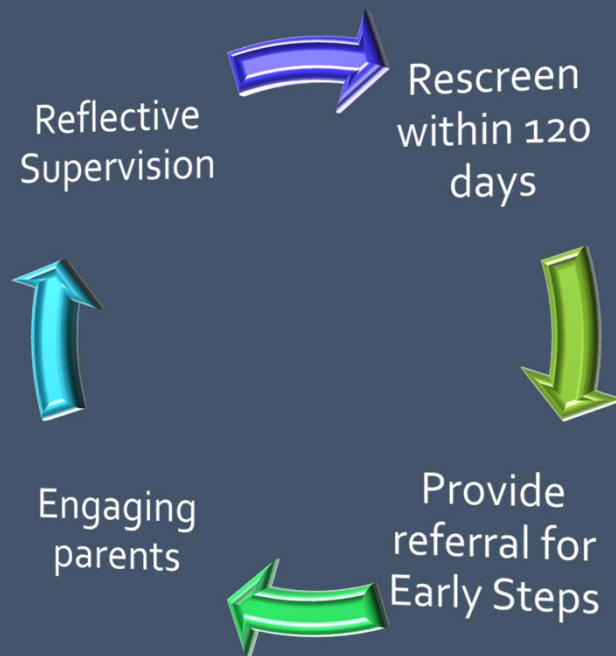 Reflective
Supervision
Rescreen
within 120
days
Engaging
parents
Provide
referral for
Early Steps